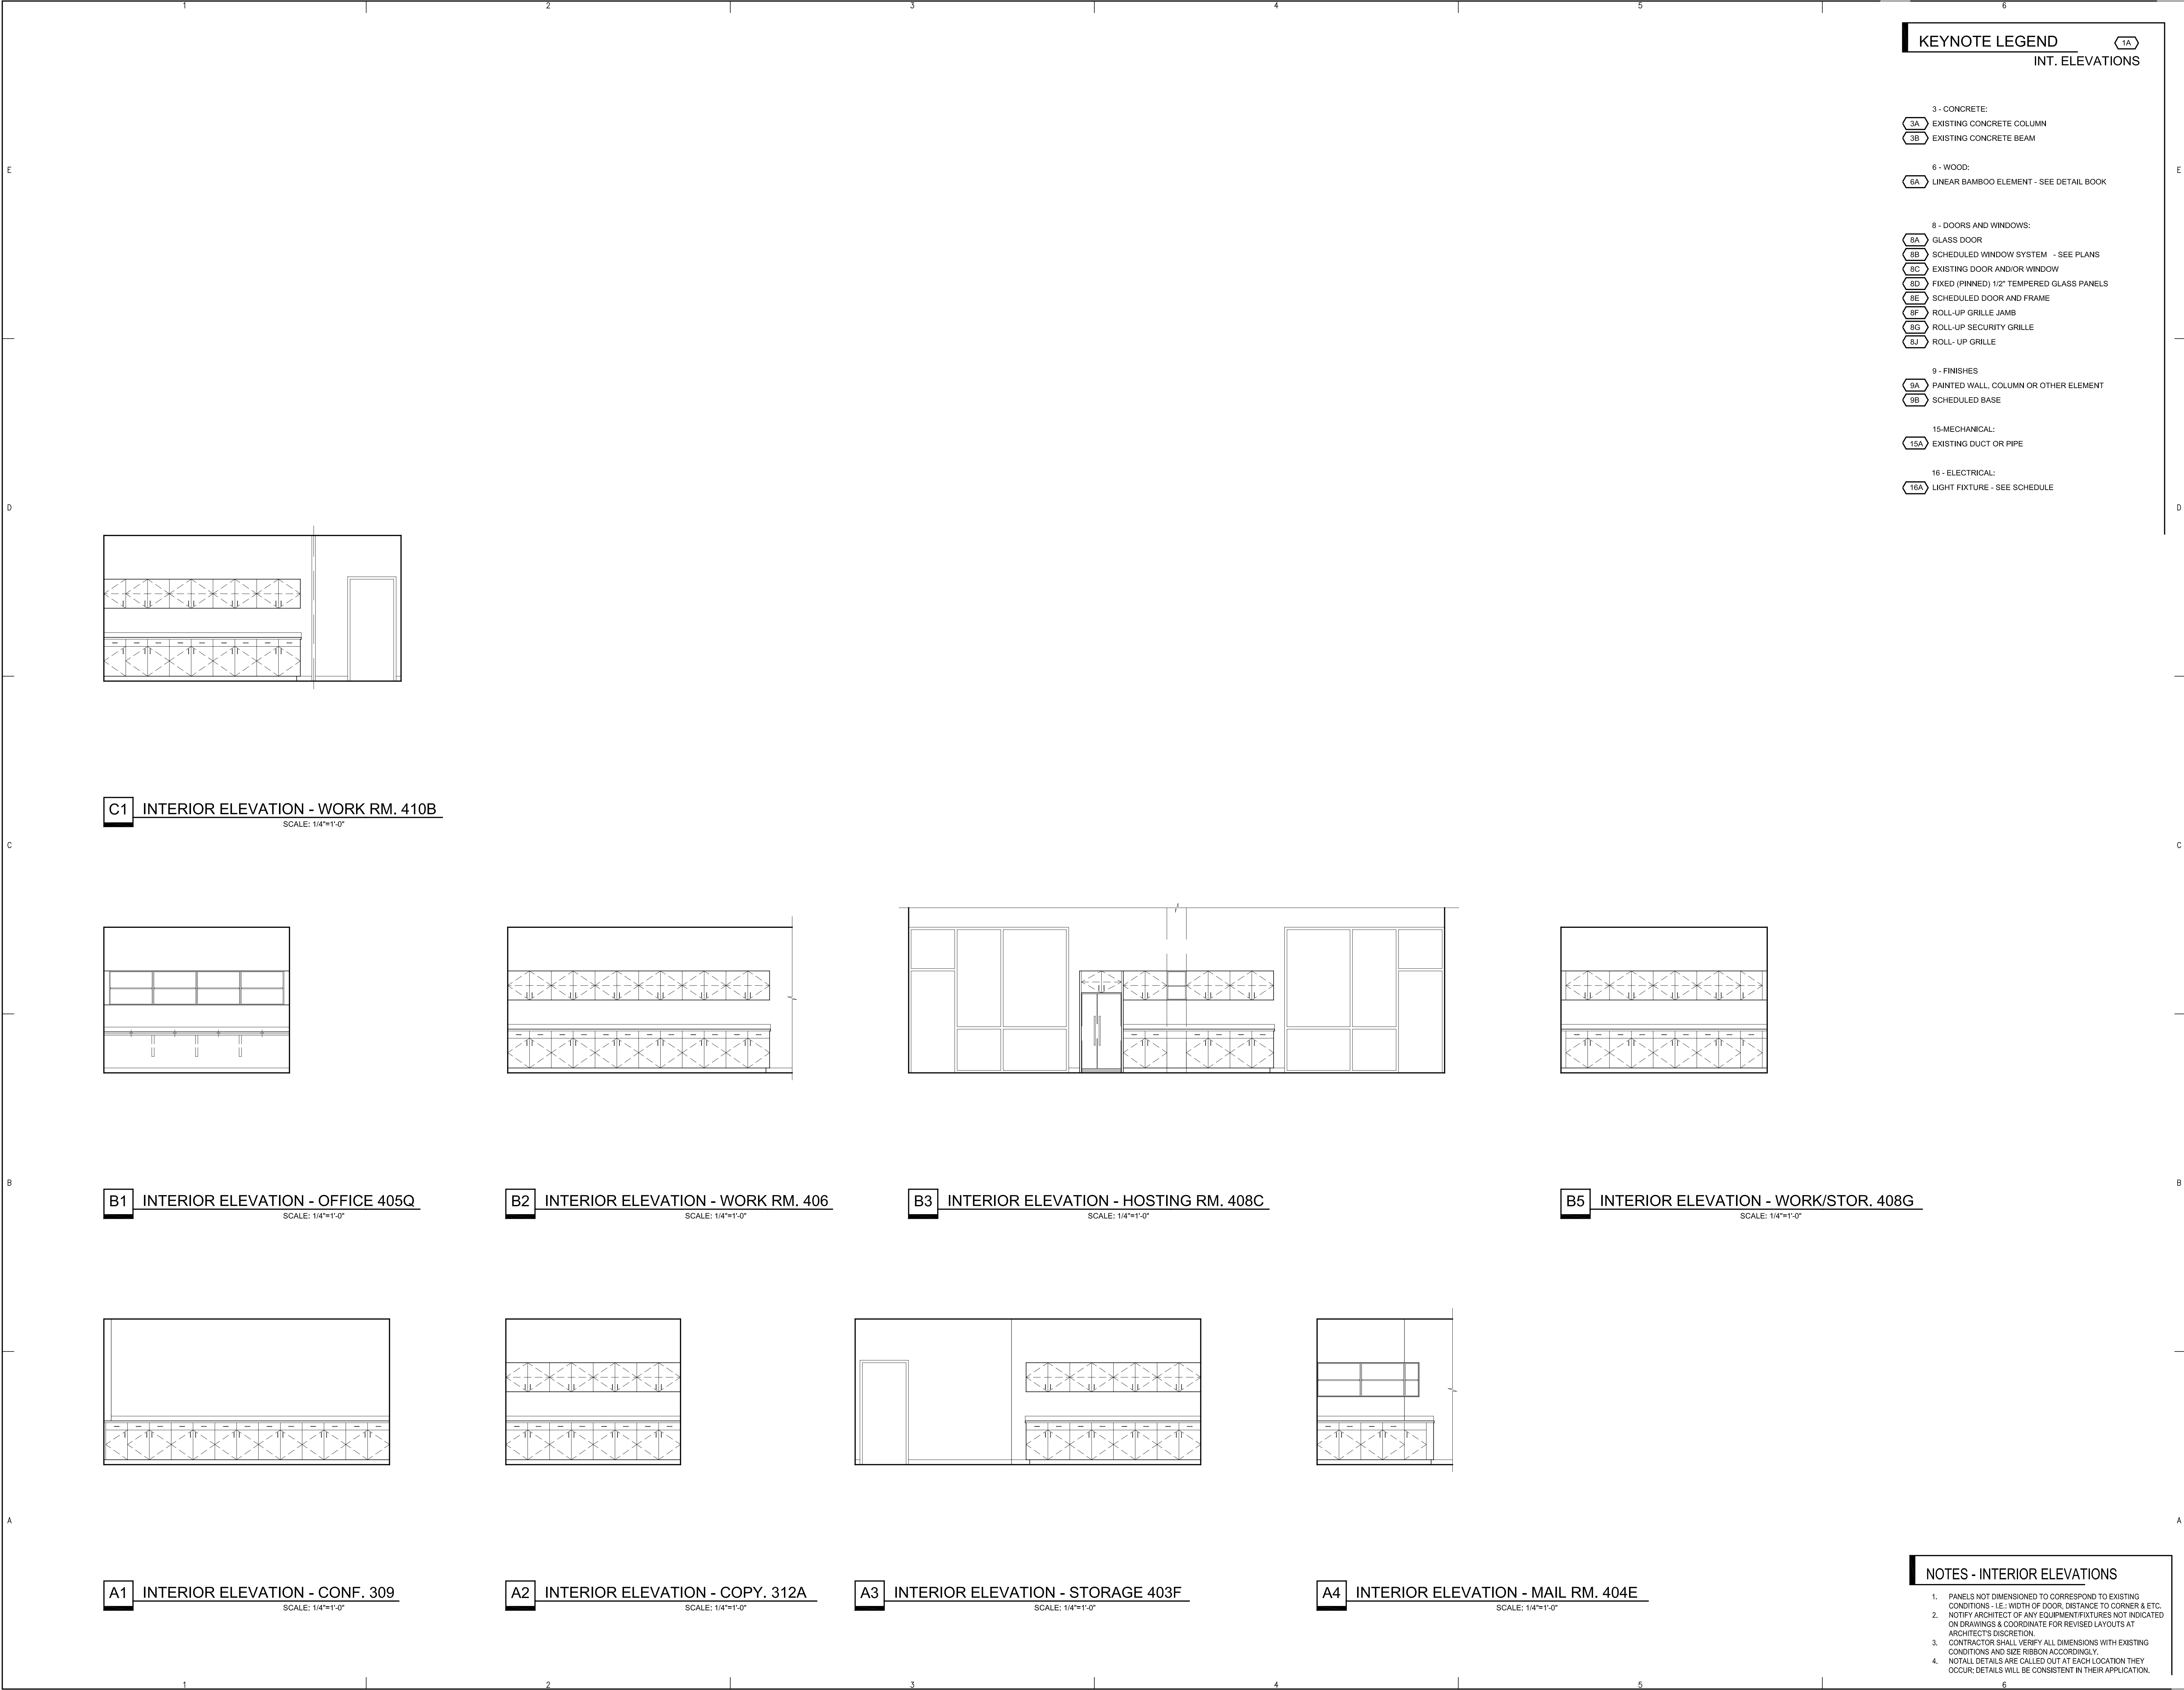 1 2 3 4 5 6
KEYNOTE LEGEND 1A
INT. ELEVATIONS
3 - CONCRETE:
3A EXISTING CONCRETE COLUMN
3B EXISTING CONCRETE BEAM
E E
6 - WOOD:
6A LINEAR BAMBOO ELEMENT - SEE DETAIL BOOK
8 - DOORS AND WINDOWS:
8A GLASS DOOR
8B SCHEDULED WINDOW SYSTEM - SEE PLANS
8C EXISTING DOOR AND/OR WINDOW
8D FIXED (PINNED) 1/2" TEMPERED GLASS PANELS
8E SCHEDULED DOOR AND FRAME
8F ROLL-UP GRILLE JAMB
8G ROLL-UP SECURITY GRILLE
8J ROLL- UP GRILLE
9 - FINISHES
9A PAINTED WALL, COLUMN OR OTHER ELEMENT
9B SCHEDULED BASE
15-MECHANICAL:
15A EXISTING DUCT OR PIPE
16 - ELECTRICAL:
16A LIGHT FIXTURE - SEE SCHEDULE
D D
C1 INTERIOR ELEVATION - WORK RM. 410B
SCALE: 1/4"=1'-0"
C C
B B
B1 INTERIOR ELEVATION - OFFICE 405Q
SCALE: 1/4"=1'-0"
B2 INTERIOR ELEVATION - WORK RM. 406
SCALE: 1/4"=1'-0"
B3 INTERIOR ELEVATION - HOSTING RM. 408C
SCALE: 1/4"=1'-0"
B5 INTERIOR ELEVATION - WORK/STOR. 408G
SCALE: 1/4"=1'-0"
A A
A1 INTERIOR ELEVATION - CONF. 309
SCALE: 1/4"=1'-0"
A2 INTERIOR ELEVATION - COPY. 312A
SCALE: 1/4"=1'-0"
A3 INTERIOR ELEVATION - STORAGE 403F
SCALE: 1/4"=1'-0"
A4 INTERIOR ELEVATION - MAIL RM. 404E
SCALE: 1/4"=1'-0"
NOTES - INTERIOR ELEVATIONS
1. PANELS NOT DIMENSIONED TO CORRESPOND TO EXISTING
CONDITIONS - I.E.: WIDTH OF DOOR, DISTANCE TO CORNER & ETC.
2. NOTIFY ARCHITECT OF ANY EQUIPMENT/FIXTURES NOT INDICATED
ON DRAWINGS & COORDINATE FOR REVISED LAYOUTS AT
ARCHITECT'S DISCRETION.
3. CONTRACTOR SHALL VERIFY ALL DIMENSIONS WITH EXISTING
CONDITIONS AND SIZE RIBBON ACCORDINGLY.
4. NOTALL DETAILS ARE CALLED OUT AT EACH LOCATION THEY
OCCUR; DETAILS WILL BE CONSISTENT IN THEIR APPLICATION.
1 2 3 4 5 6